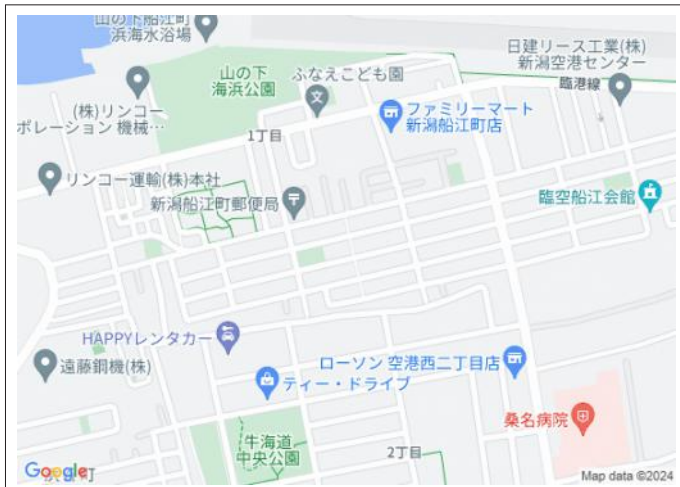 山の下船江町
浜海水浴場
日建リース工業(株)
新潟空港センター
山の下
海浜公園
ふなえこども園
臨港線
(株)リンコー
ポレーション 機械…
ファミリーマート
新潟船江町店
1丁目
リンコー運輸(株)本社
新潟船江町郵便局
臨空船江会館
HAPPYレンタカー
遠藤鋼機(株)
ローソン 空港西二丁目店
ティー・ドライブ
桑名病院
牛海道
中央公園
2丁目
Google
町
Map data ©2024